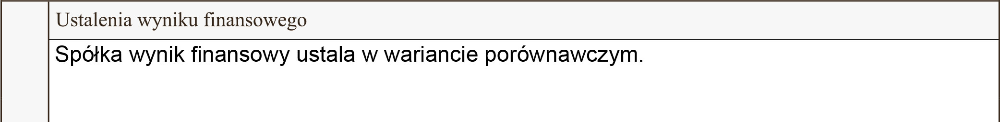 Ustalenia wyniku finansowego
Spółka wynik finansowy ustala w wariancie porównawczym.